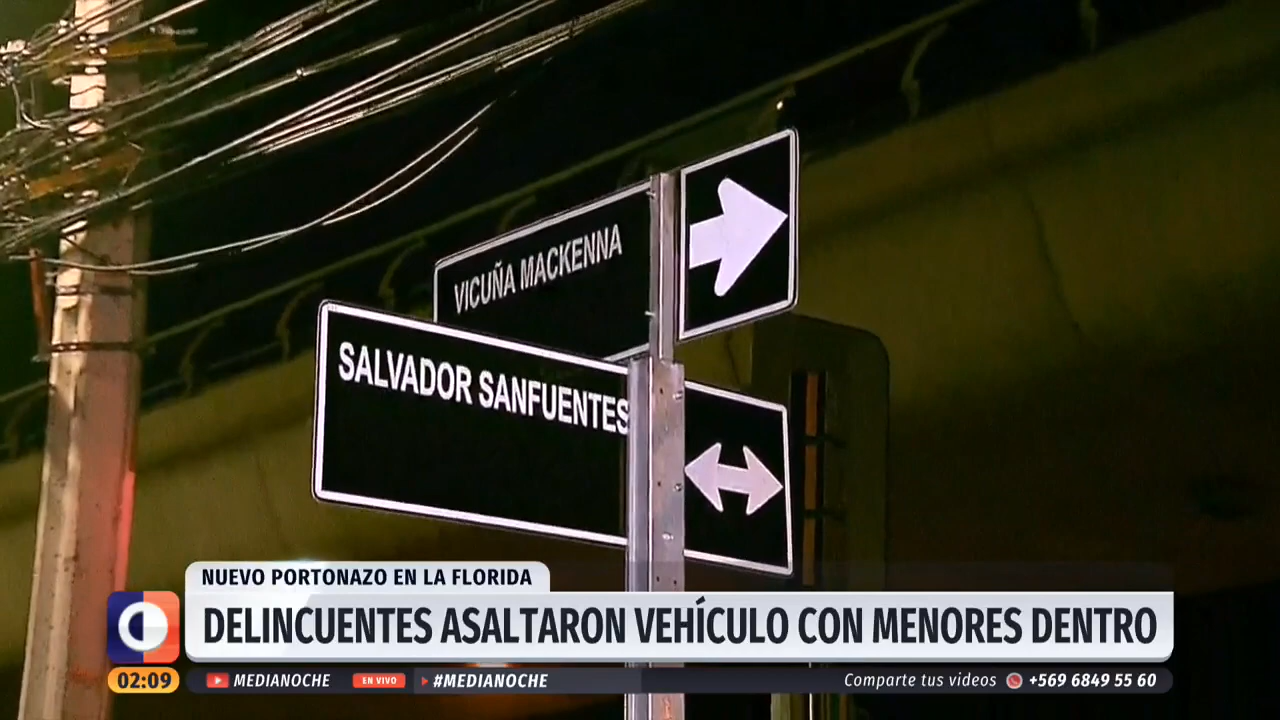 VICUÑA MACKENNA
SALVADOR SANFUENTES
NUEVO PORTONAZO EN LA FLORIDA
DELINCUENTES ASALTARON VEHÍCULO CON MENORES DENTRO
02:09 MEDIANOCHE EN VIVO #MEDIANOCHE Comparte tus videos +569 6849 55 60